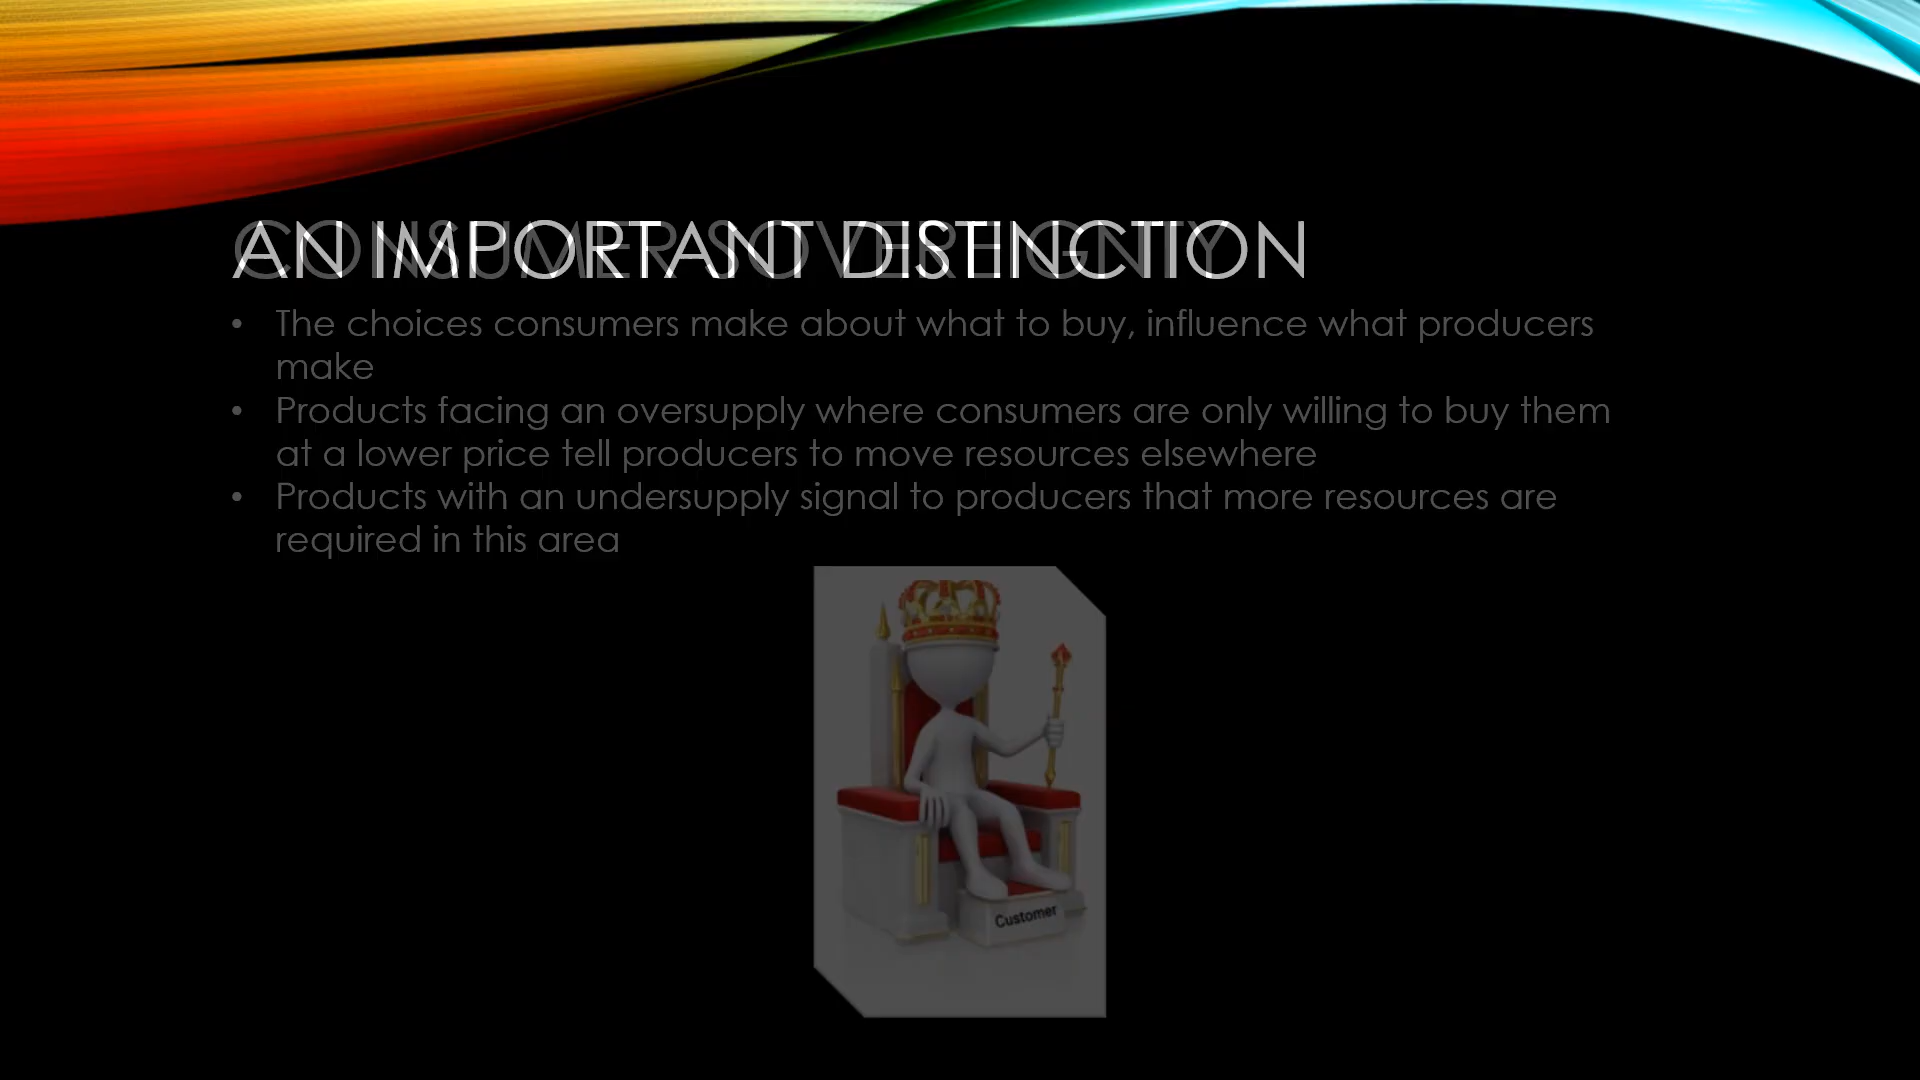 AN IMPORTANT DISTINCTION
CONSUMER SOVEREIGNTY
• The choices consumers make about what to buy, influence what producers
make
• Products facing an oversupply where consumers are only willing to buy them
at a lower price tell producers to move resources elsewhere
• Products with an undersupply signal to producers that more resources are
required in this area
Customer